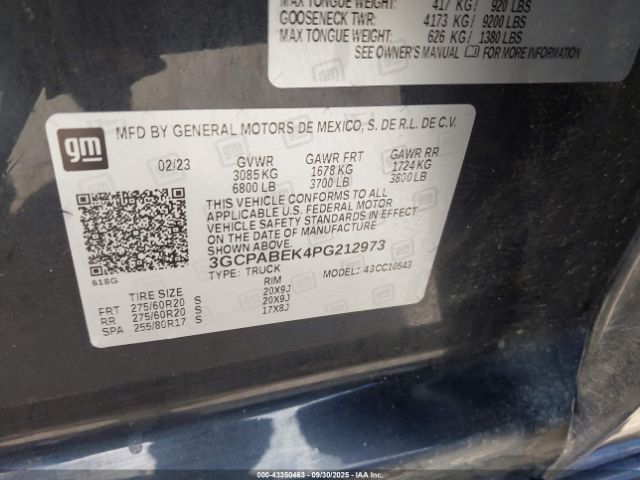 MAX TONGUE WEIGHT: 417 KG / 920 LBS
GOOSENECK TWR: 4173 KG / 9200 LBS
MAX TONGUE WEIGHT: 626 KG / 1380 LBS
SEE OWNER'S MANUAL FOR MORE INFORMATION
gm
MFD BY GENERAL MOTORS DE MEXICO, S. DE R.L. DE C.V.
02/23 GVWR GAWR FRT GAWR RR
3085 KG 1678 KG 1724 KG
6800 LB 3700 LB 3800 LB
THIS VEHICLE CONFORMS TO ALL
APPLICABLE U.S. FEDERAL MOTOR
VEHICLE SAFETY STANDARDS IN EFFECT
ON THE DATE OF MANUFACTURE
SHOWN ABOVE.
3GCPABEK4PG212973
TYPE: TRUCK MODEL: 43CC10543
618G
TIRE SIZE RIM
FRT 275/60R20 S 20X9J
RR 275/60R20 S 20X9J
SPA 255/80R17 S 17X8J
OWNER: 000-43350463 (09/30/2025) IAA INC.